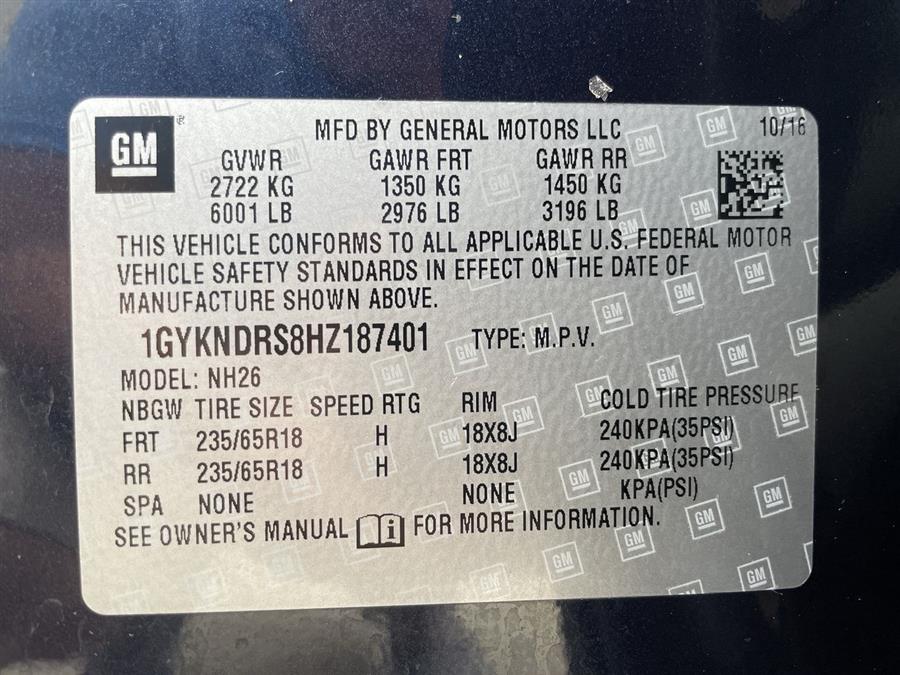 GM MFD BY GENERAL MOTORS LLC 10/16
GVWR GAWR FRT GAWR RR
2722 KG 1350 KG 1450 KG
6001 LB 2976 LB 3196 LB
THIS VEHICLE CONFORMS TO ALL APPLICABLE U.S. FEDERAL MOTOR
VEHICLE SAFETY STANDARDS IN EFFECT ON THE DATE OF
MANUFACTURE SHOWN ABOVE.
1GYKNDRS8HZ187401 TYPE: M.P.V.
MODEL: NH26
NBGW TIRE SIZE SPEED RTG RIM COLD TIRE PRESSURE
FRT 235/65R18 H 18X8J 240KPA(35PSI)
RR 235/65R18 H 18X8J 240KPA(35PSI)
SPA NONE NONE KPA(PSI)
SEE OWNER'S MANUAL i FOR MORE INFORMATION.